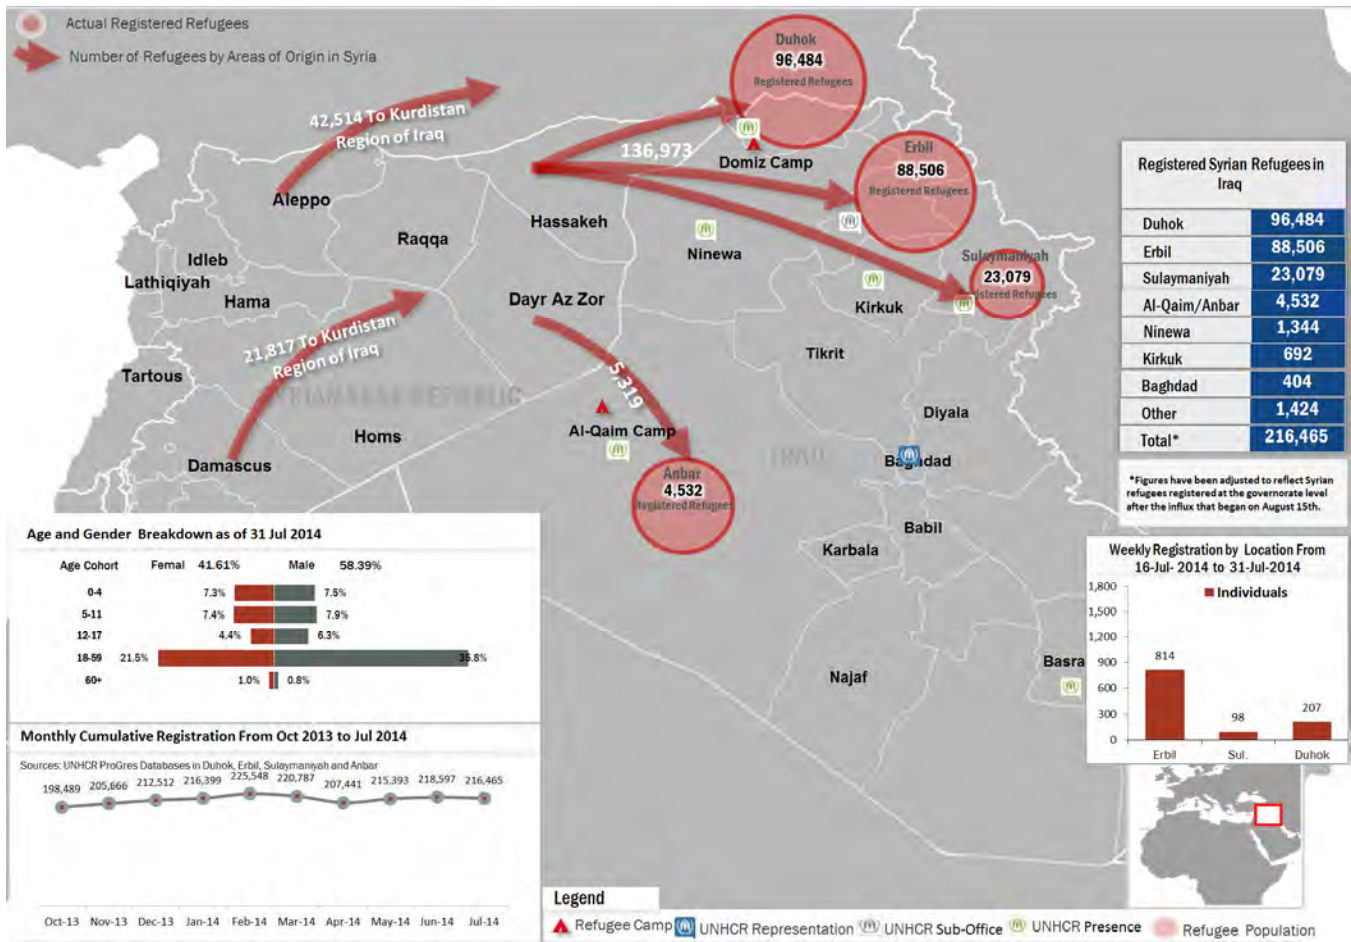 Actual Registered Refugees
Number of Refugees by Areas of Origin in Syria
42,514 To Kurdistan
Region of Iraq
136,973
Duhok
96,484
Registered Refugees
Domiz Camp
Erbil
88,506
Registered Refugees
Aleppo
Raqqa
Hassakeh
Ninewa
Sulaymaniyah
23,079
Registered Refugees
Idleb
Lathiqiyah
Hama
Dayr Az Zor
Kirkuk
21,817 To Kurdistan
Region of Iraq
Tikrit
Tartous
5,319
SYRIAN ARAB REPUBLIC
Al-Qaim Camp
Homs
Diyala
IRAQ
Damascus
Baghdad
Anbar
4,532
Registered Refugees
Babil
Karbala
Najaf
Basra
Registered Syrian Refugees in
Iraq
Duhok 96,484
Erbil 88,506
Sulaymaniyah 23,079
Al-Qaim/Anbar 4,532
Ninewa 1,344
Kirkuk 692
Baghdad 404
Other 1,424
Total* 216,465
*Figures have been adjusted to reflect Syrian
refugees registered at the governorate level
after the influx that began on August 15th.
Age and Gender Breakdown as of 31 Jul 2014
Age Cohort Femal 41.61% Male 58.39%
0-4 7.3% 7.5%
5-11 7.4% 7.9%
12-17 4.4% 6.3%
18-59 21.5% 35.8%
60+ 1.0% 0.8%
Monthly Cumulative Registration From Oct 2013 to Jul 2014
Sources: UNHCR ProGres Databases in Duhok, Erbil, Sulaymaniyah and Anbar
198,489 205,666 212,512 216,399 225,548 220,787 207,441 215,393 218,597 216,465
Oct-13 Nov-13 Dec-13 Jan-14 Feb-14 Mar-14 Apr-14 May-14 Jun-14 Jul-14
Weekly Registration by Location From
16-Jul- 2014 to 31-Jul-2014
Individuals
1,800
1,500
1,200
900
600
300
0
814
98
207
Erbil Sul. Duhok
Legend
Refugee Camp UNHCR Representation UNHCR Sub-Office UNHCR Presence Refugee Population